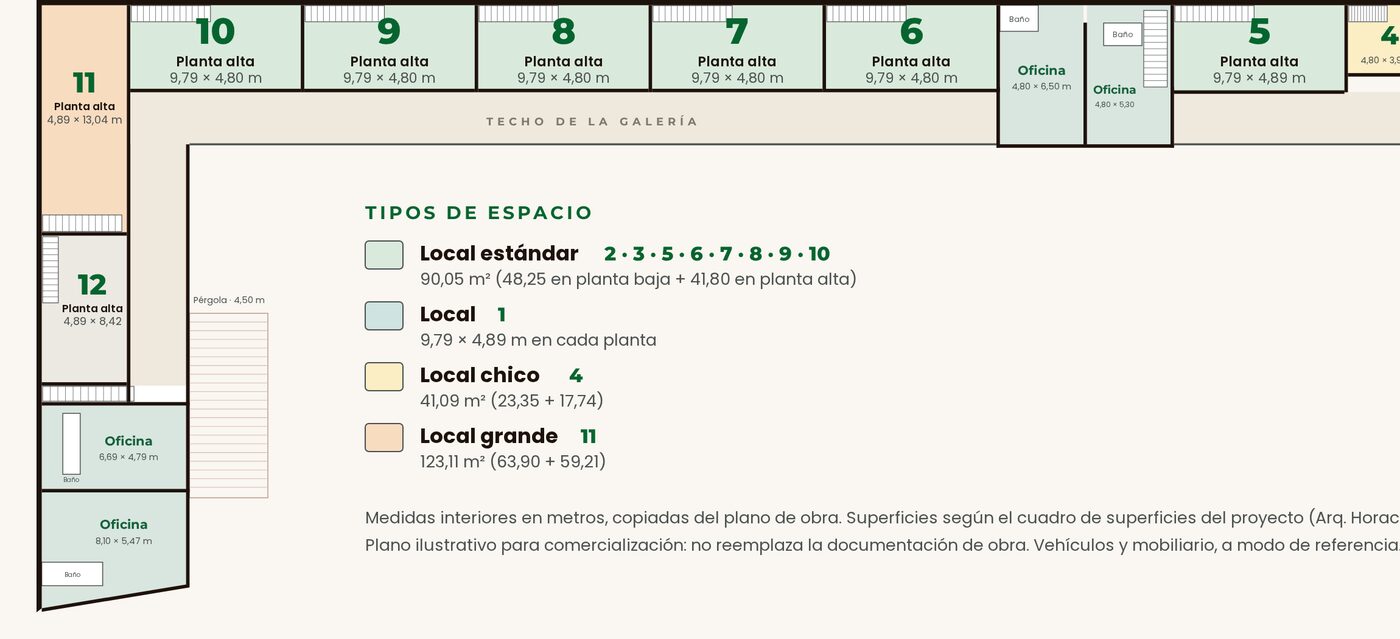 10
Planta alta
9,79 × 4,80 m
9
Planta alta
9,79 × 4,80 m
8
Planta alta
9,79 × 4,80 m
7
Planta alta
9,79 × 4,80 m
6
Planta alta
9,79 × 4,80 m
Baño
Oficina
4,80 × 6,50 m
Baño
Oficina
4,80 × 5,30
5
Planta alta
9,79 × 4,89 m
4
11
Planta alta
4,89 × 13,04 m
TECHO DE LA GALERÍA
12
Planta alta
4,89 × 8,42
Pérgola · 4,50 m
Oficina
6,69 × 4,79 m
Baño
Oficina
8,10 × 5,47 m
Baño
TIPOS DE ESPACIO
Local estándar 2 · 3 · 5 · 6 · 7 · 8 · 9 · 10
90,05 m² (48,25 en planta baja + 41,80 en planta alta)
Local 1
9,79 × 4,89 m en cada planta
Local chico 4
41,09 m² (23,35 + 17,74)
Local grande 11
123,11 m² (63,90 + 59,21)
Medidas interiores en metros, copiadas del plano de obra. Superficies según el cuadro de superficies del proyecto (Arq. Horac
Plano ilustrativo para comercialización: no reemplaza la documentación de obra. Vehículos y mobiliario, a modo de referencia.